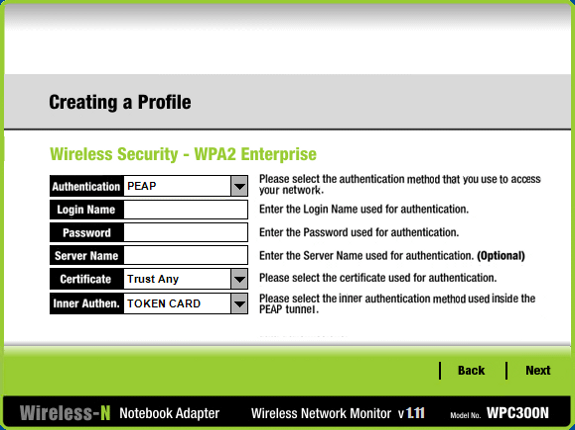 Creating a Profile
Wireless Security - WPA2 Enterprise
Authentication PEAP Please select the authentication method that you use to access
your network.
Login Name Enter the Login Name used for authentication.
Password Enter the Password used for authentication.
Server Name Enter the Server Name used for authentication. (Optional)
Certificate Trust Any Please select the certificate used for authentication.
Inner Authen. TOKEN CARD Please select the inner authentication method used inside the
PEAP tunnel.
Back Next
Wireless-N Notebook Adapter Wireless Network Monitor v 1.11 Model No. WPC300N